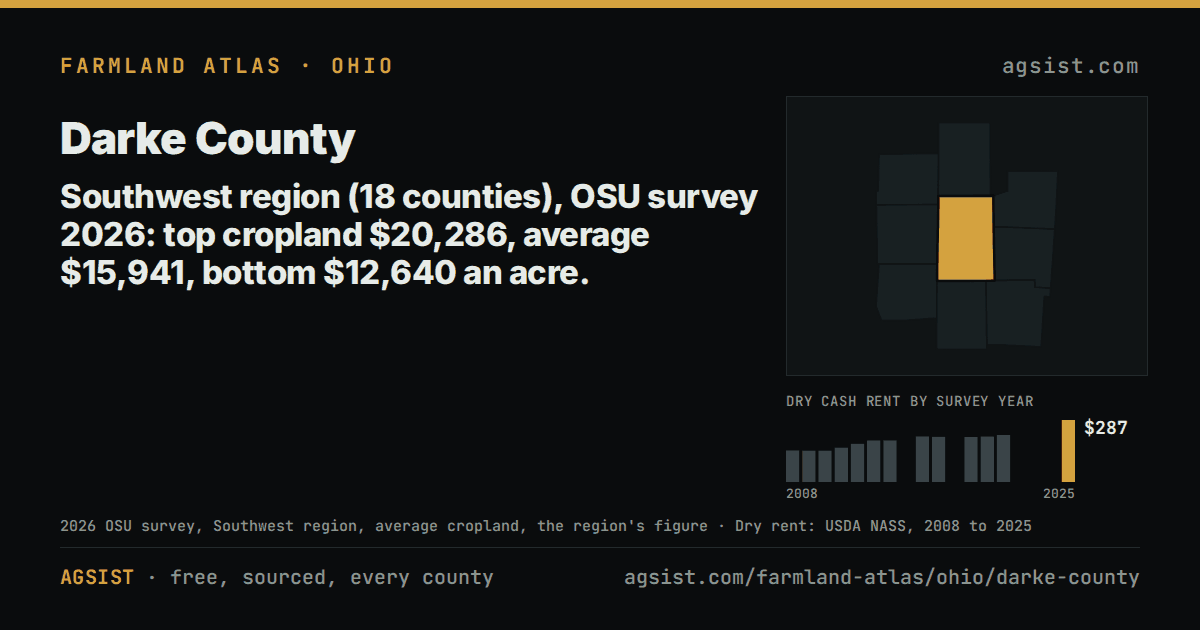 FARMLAND ATLAS · OHIO
agsist.com
Darke County
Southwest region (18 counties), OSU survey
2026: top cropland $20,286, average
$15,941, bottom $12,640 an acre.
DRY CASH RENT BY SURVEY YEAR
$287
2008
2025
2026 OSU survey, Southwest region, average cropland, the region's figure · Dry rent: USDA NASS, 2008 to 2025
AGSIST · free, sourced, every county
agsist.com/farmland-atlas/ohio/darke-county